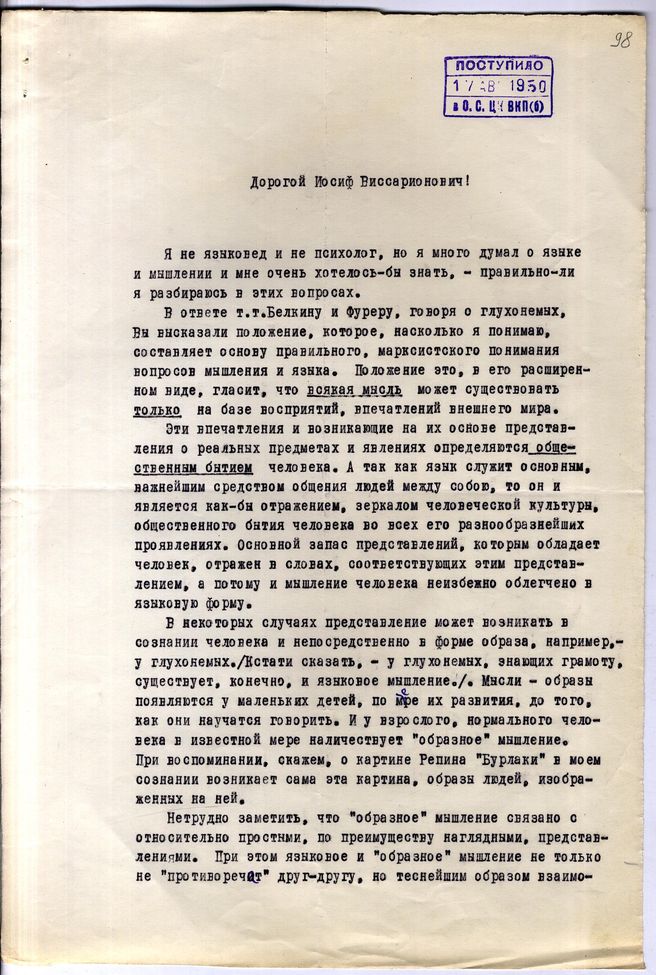 98
ПОСТУПИЛО
17 АВ 1950
в О.С. ЦК ВКП(б)
Дорогой Иосиф Виссарионович!
Я не языковед и не психолог, но я много думал о языке
и мышлении и мне очень хотелось-бы знать, - правильно-ли
я разбираюсь в этих вопросах.
В ответе т.т.Белкину и Фуреру, говоря о глухонемых,
Вы высказали положение, которое, насколько я понимаю,
составляет основу правильного, марксистского понимания
вопросов мышления и языка. Положение это, в его расширен-
ном виде, гласит, что всякая мысль может существовать
только на базе восприятий, впечатлений внешнего мира.
Эти впечатления и возникающие на их основе представ-
ления о реальных предметах и явлениях определяются обще-
ственным бытием человека. А так как язык служит основным,
важнейшим средством общения людей между собою, то он и
является как-бы отражением, зеркалом человеческой культуры,
общественного бытия человека во всех его разнообразнейших
проявлениях. Основной запас представлений, которым обладает
человек, отражен в словах, соответствующих этим представ-
лением, а потому и мышление человека неизбежно облегчено в
языковую форму.
В некоторых случаях представление может возникать в
сознании человека и непосредственно в форме образа, например,-
у глухонемых./Кстати сказать, - у глухонемых, знающих грамоту,
существует, конечно, и языковое мышление./. Мысли - образы
появляются у маленьких детей, по мере их развития, до того,
как они научатся говорить. И у взрослого, нормального чело-
века в известной мере наличествует "образное" мышление.
При воспоминании, скажем, о картине Репина "Бурлаки" в моем
сознании возникает сама эта картина, образы людей, изобра-
женных на ней.
Нетрудно заметить, что "образное" мышление связано с
относительно простыми, по преимуществу наглядными, представ-
лениями. При этом языковое и "образное" мышление не только
не "противоречат" друг-другу, но теснейшим образом взаимо-